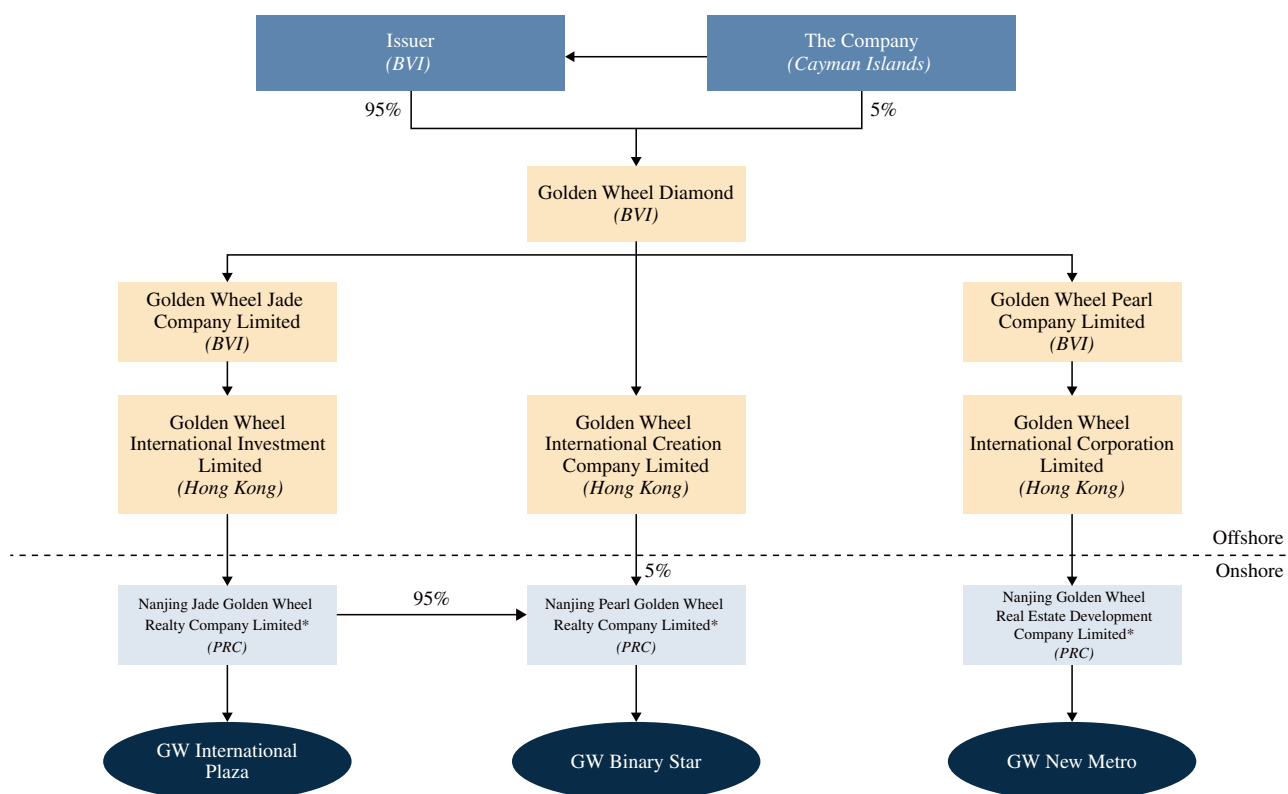 Issuer
(BVI)
The Company
(Cayman Islands)
95%
5%
Golden Wheel Diamond
(BVI)
Golden Wheel Jade
Company Limited
(BVI)
Golden Wheel Pearl
Company Limited
(BVI)
Golden Wheel
International Investment
Limited
(Hong Kong)
Golden Wheel
International Creation
Company Limited
(Hong Kong)
Golden Wheel
International Corporation
Limited
(Hong Kong)
Offshore
Onshore
5%
Nanjing Jade Golden Wheel
Realty Company Limited*
(PRC)
95%
Nanjing Pearl Golden Wheel
Realty Company Limited*
(PRC)
Nanjing Golden Wheel
Real Estate Development
Company Limited*
(PRC)
GW International
Plaza
GW Binary Star
GW New Metro